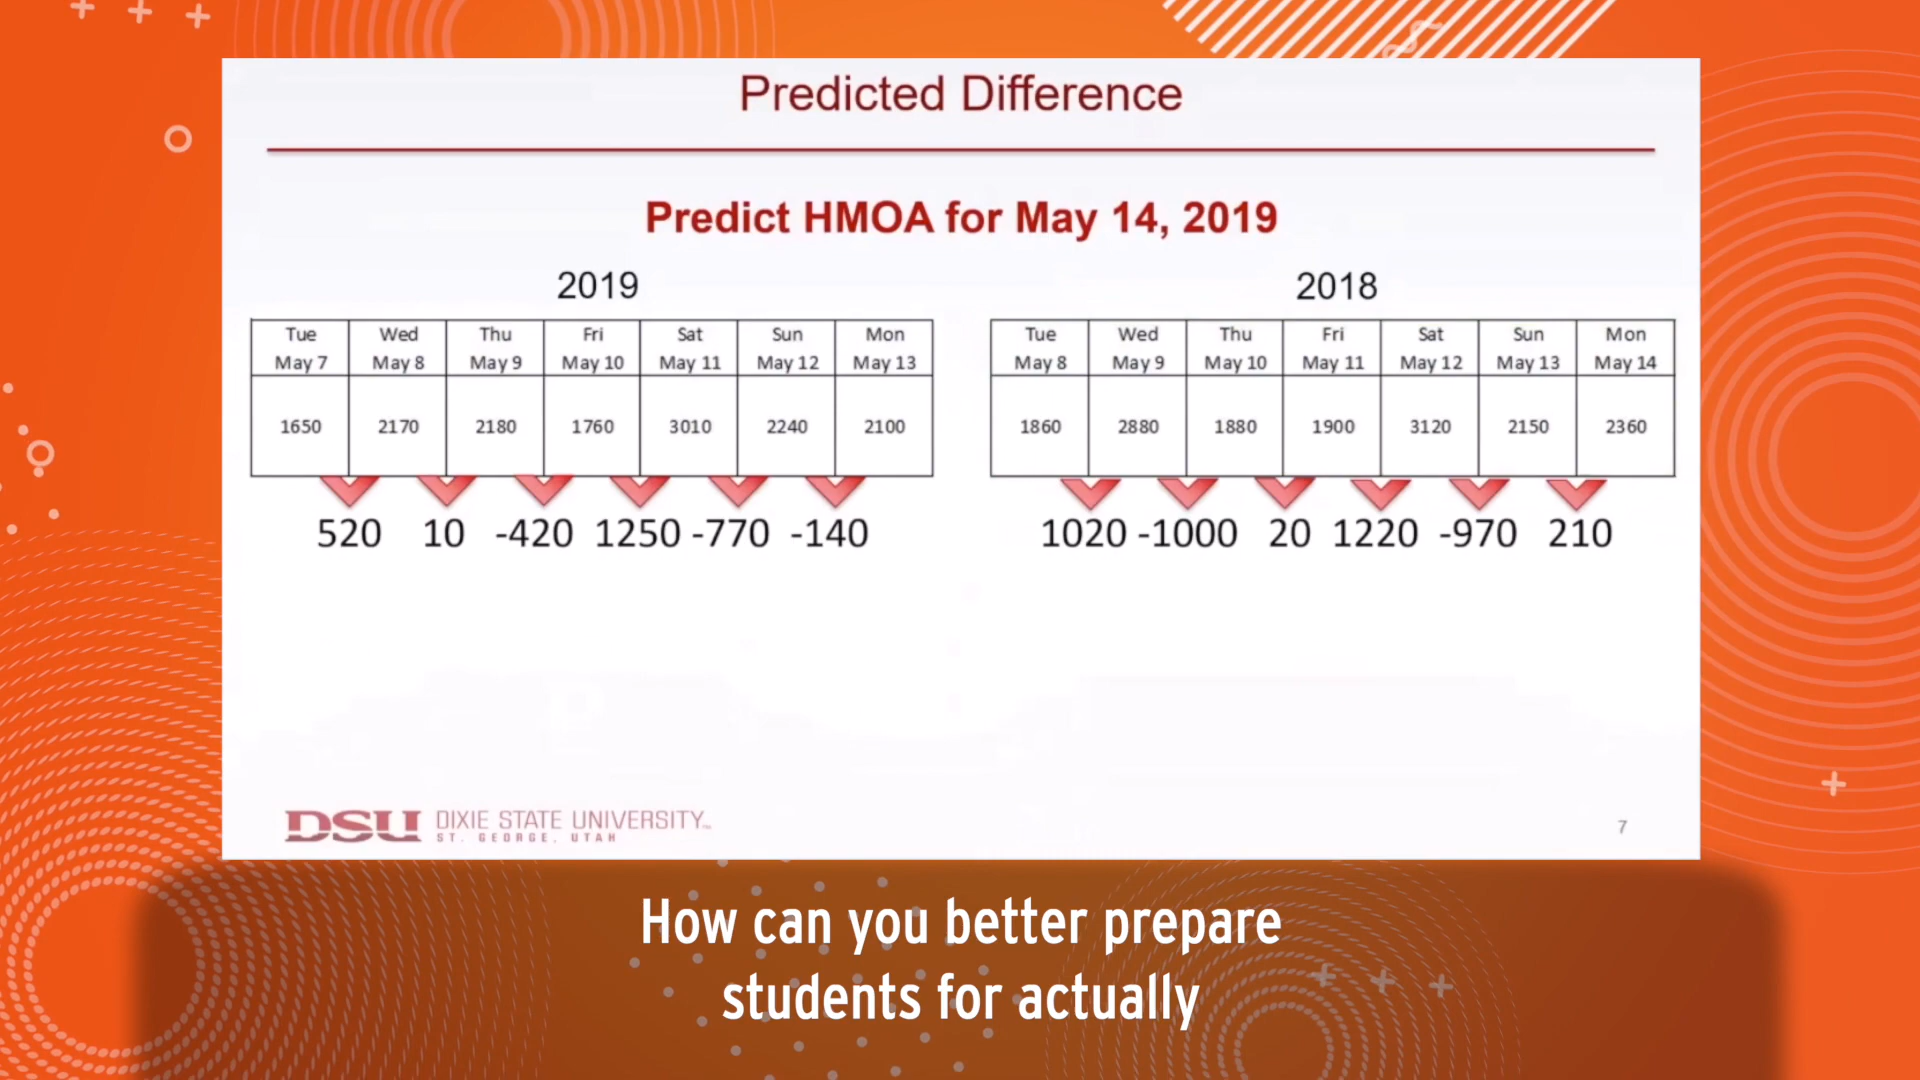 Predicted Difference
Predict HMOA for May 14, 2019
2019
Tue Wed Thu Fri Sat Sun Mon
May 7 May 8 May 9 May 10 May 11 May 12 May 13
1650 2170 2180 1760 3010 2240 2100
520 10 -420 1250 -770 -140
2018
Tue Wed Thu Fri Sat Sun Mon
May 8 May 9 May 10 May 11 May 12 May 13 May 14
1860 2880 1880 1900 3120 2150 2360
1020 -1000 20 1220 -970 210
DSU DIXIE STATE UNIVERSITY™
ST. GEORGE, UTAH
7
How can you better prepare
students for actually